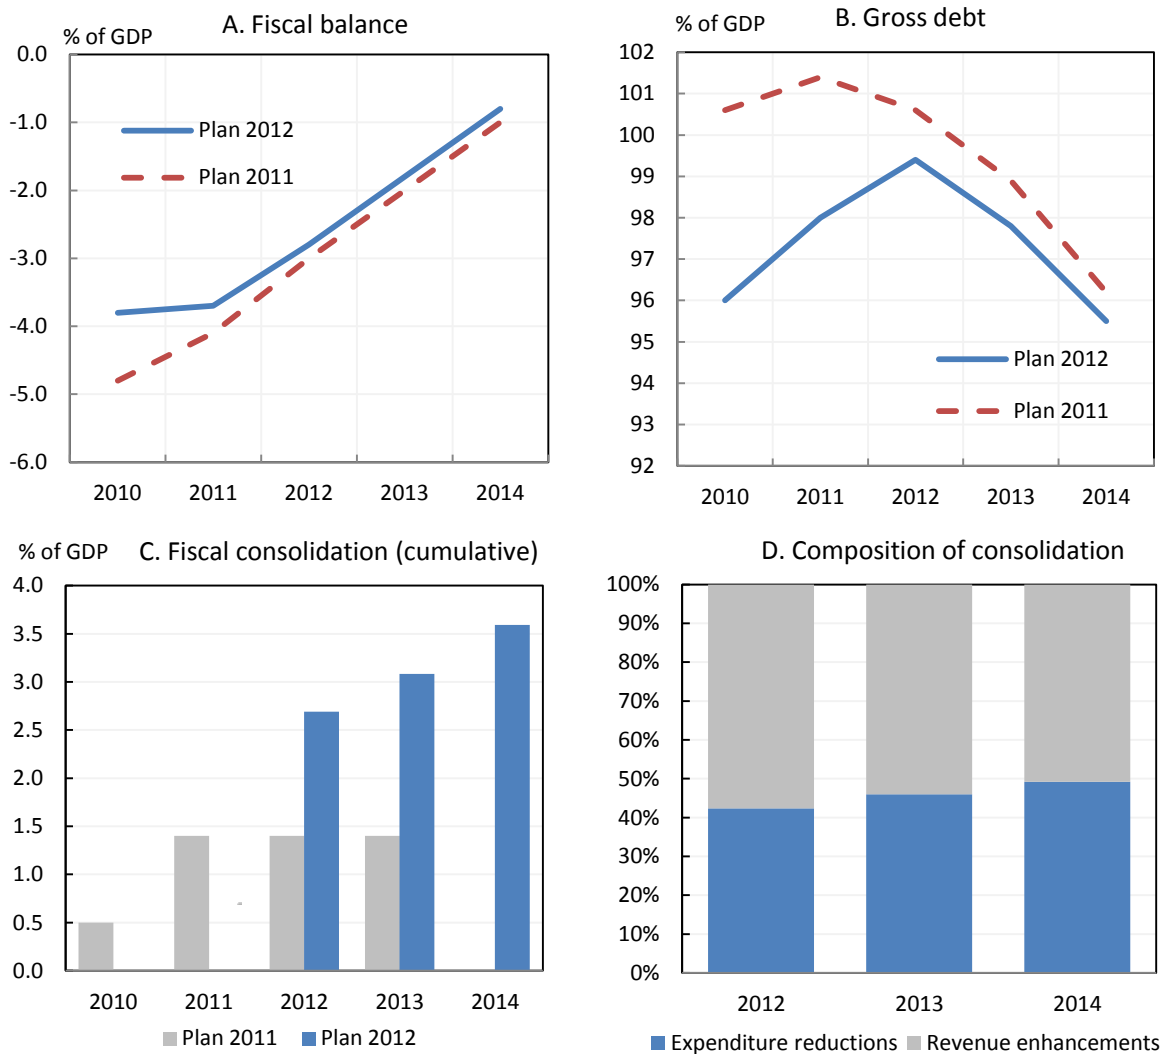 A. Fiscal balance
% of GDP
0.0
-1.0
-2.0
-3.0
-4.0
-5.0
-6.0
Plan 2012
Plan 2011
2010 2011 2012 2013 2014
B. Gross debt
% of GDP
102
101
100
99
98
97
96
95
94
93
92
Plan 2012
Plan 2011
2010 2011 2012 2013 2014
% of GDP C. Fiscal consolidation (cumulative)
4.0
3.5
3.0
2.5
2.0
1.5
1.0
0.5
0.0
2010 2011 2012 2013 2014
Plan 2011 Plan 2012
D. Composition of consolidation
100%
90%
80%
70%
60%
50%
40%
30%
20%
10%
0%
2012 2013 2014
Expenditure reductions Revenue enhancements